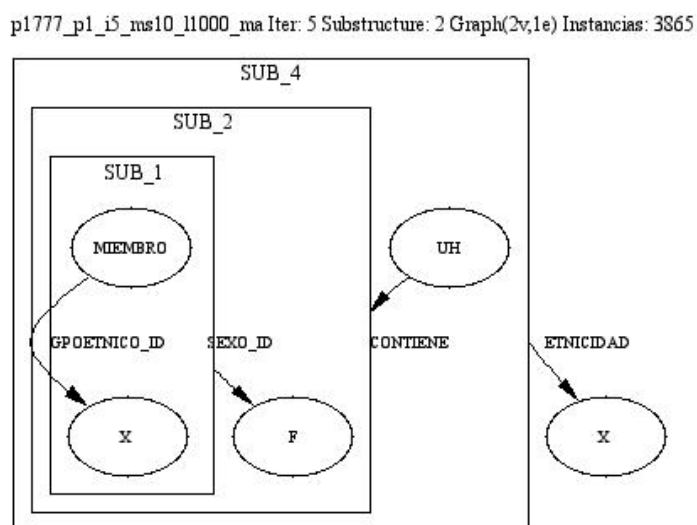 p1777_p1_i5_ms10_l1000_ma Iter: 5 Substructure: 2 Graph(2v,1e) Instancias: 3865
SUB_4
SUB_2
SUB_1
MIEMBRO UH
GPOETNICO_ID SEXO_ID CONTIENE ETNICIDAD
X F X